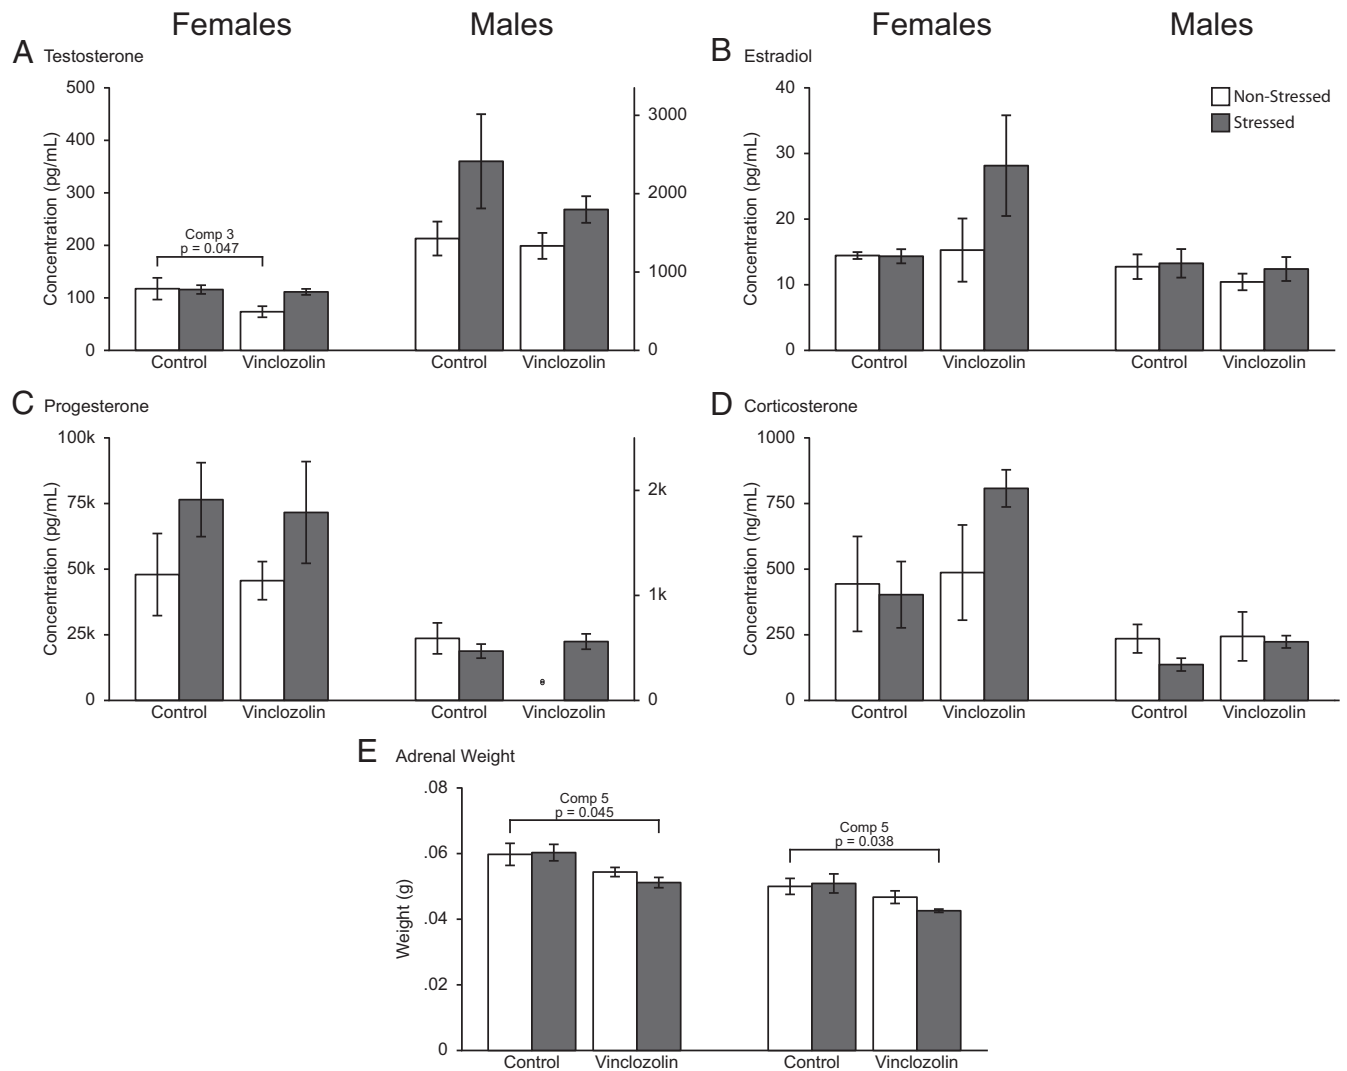 Females Males Females Males
A Testosterone
500
400
300
200
100
0
Concentration (pg/mL)
Comp 3
p = 0.047
3000
2000
1000
0
Control Vinclozolin Control Vinclozolin
B Estradiol
40
30
20
10
0
Concentration (pg/mL)
Non-Stressed
Stressed
Control Vinclozolin Control Vinclozolin
C Progesterone
100k
75k
50k
25k
0
Concentration (pg/mL)
2k
1k
0
Control Vinclozolin Control Vinclozolin
D Corticosterone
1000
750
500
250
0
Concentration (ng/mL)
Control Vinclozolin Control Vinclozolin
E Adrenal Weight
.08
.06
.04
.02
0
Weight (g)
Comp 5
p = 0.045
Comp 5
p = 0.038
Control Vinclozolin Control Vinclozolin